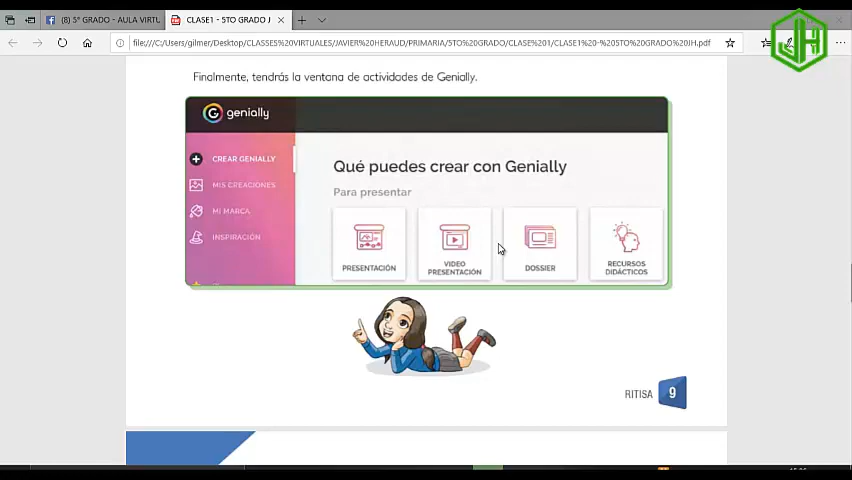 (8) 5° GRADO - AULA VIRTU
CLASE1 - 5TO GRADO J
file:///C:/Users/gilmer/Desktop/CLASES%20VIRTUALES/JAVIER%20HERAUD/PRIMARIA/5TO%20GRADO/CLASE%201/CLASE1%20-%205TO%20GRADO%20JH.pdf
JH
Finalmente, tendrás la ventana de actividades de Genially.
genially
CREAR GENIALLY
MIS CREACIONES
MI MARCA
INSPIRACIÓN
Qué puedes crear con Genially
Para presentar
PRESENTACIÓN
VIDEO
PRESENTACIÓN
DOSSIER
RECURSOS
DIDÁCTICOS
RITISA 9